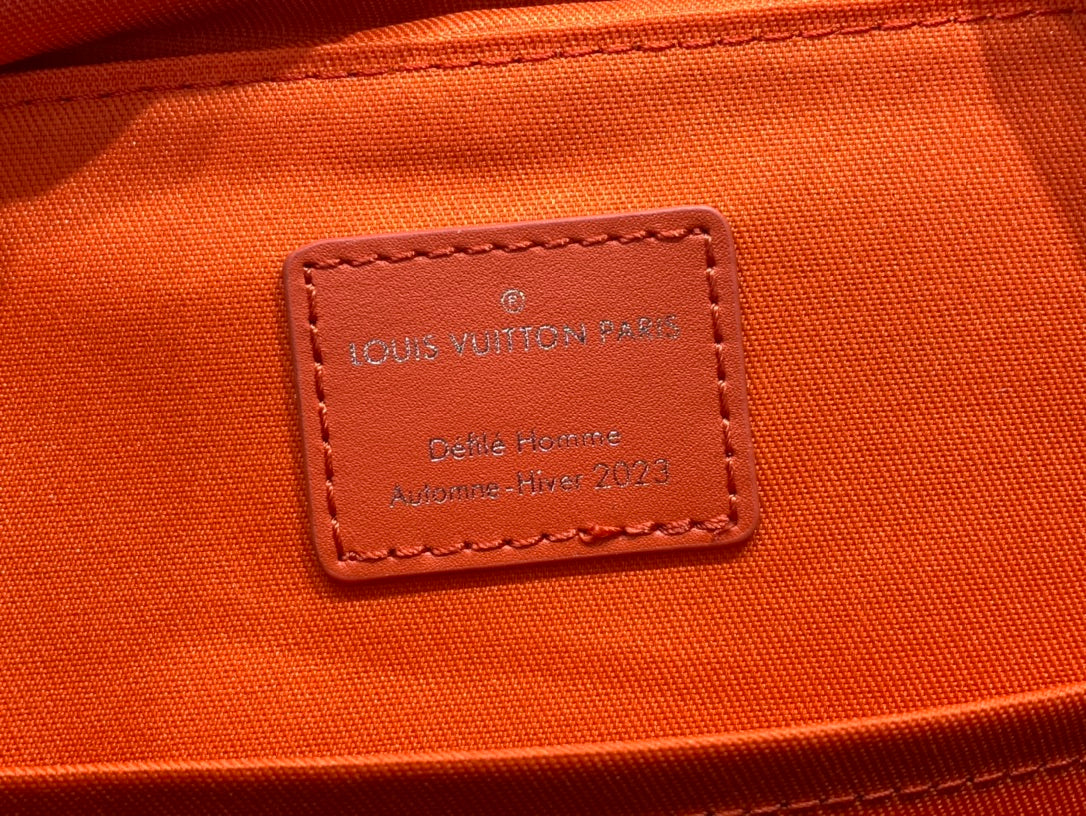 ®
LOUIS VUITTON PARIS
Défilé Homme
Automne-Hiver 2023